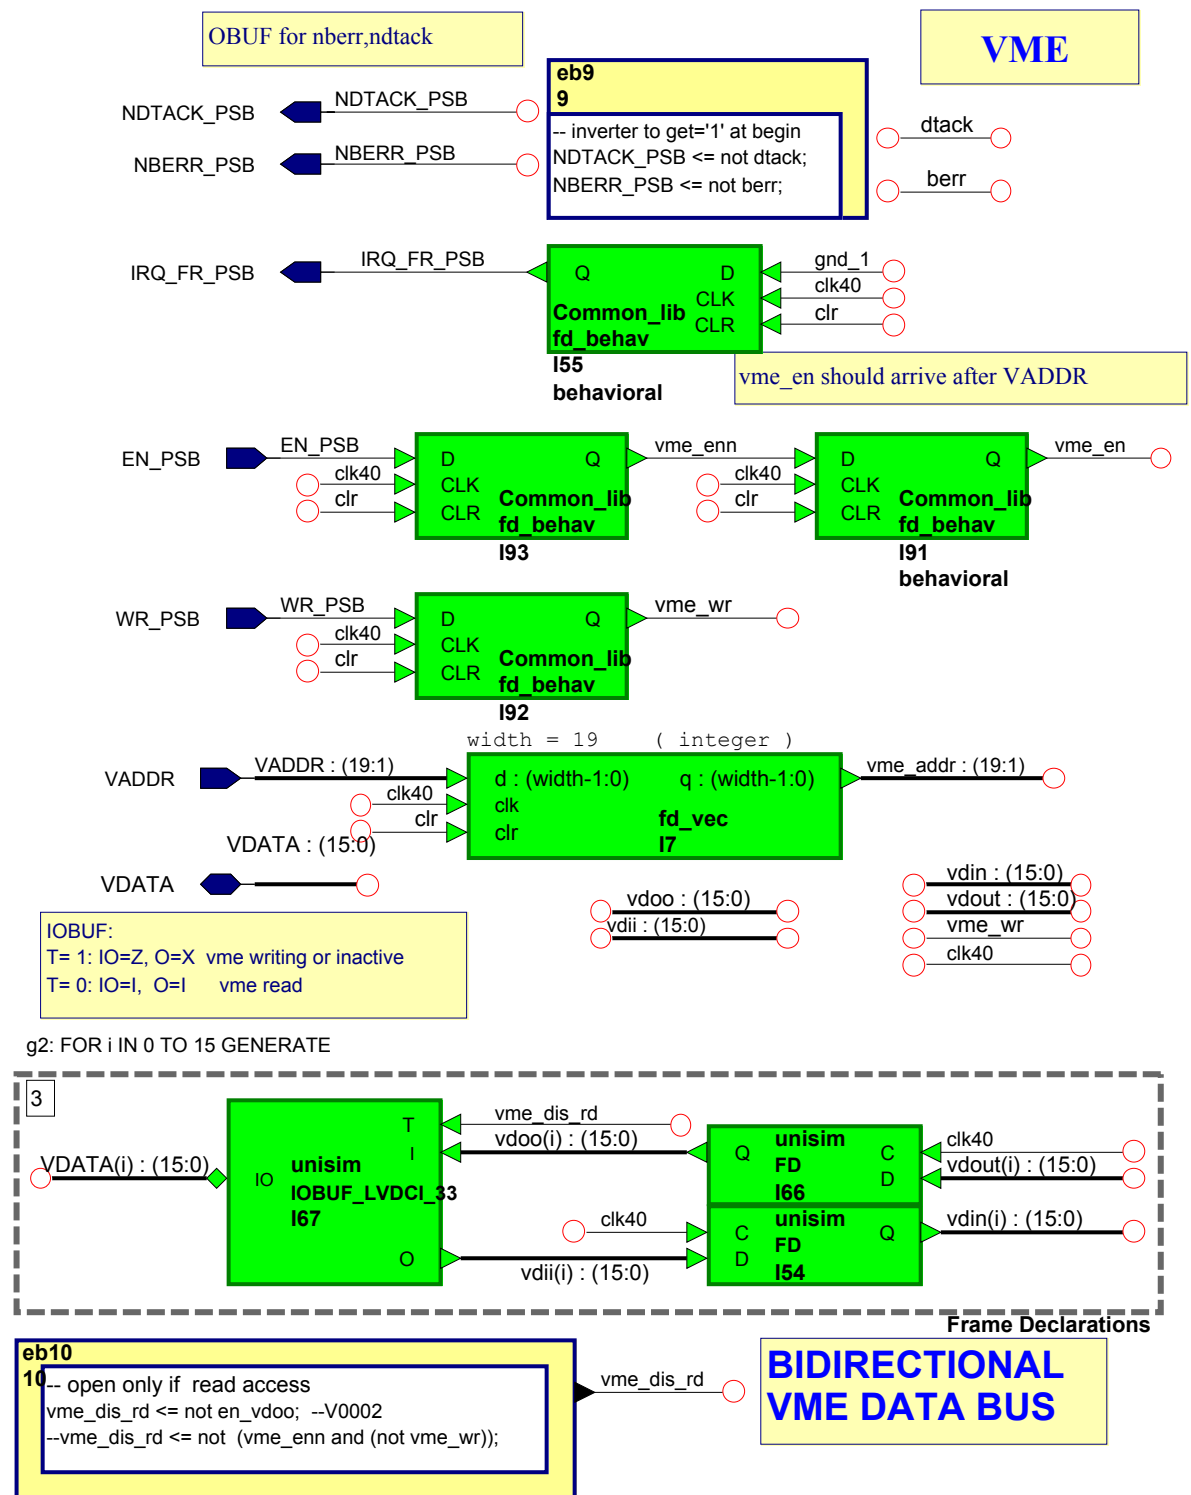 OBUF for nberr,ndtack
VME
eb9
9
-- inverter to get='1' at begin
NDTACK_PSB <= not dtack;
NBERR_PSB <= not berr;
NDTACK_PSB
NDTACK_PSB
NBERR_PSB
NBERR_PSB
dtack
berr
IRQ_FR_PSB
IRQ_FR_PSB
Q
D
CLK
CLR
Common_lib
fd_behav
I55
behavioral
gnd_1
clk40
clr
vme_en should arrive after VADDR
EN_PSB
EN_PSB
clk40
clr
D
Q
CLK
CLR
Common_lib
fd_behav
I93
vme_enn
clk40
clr
D
Q
CLK
CLR
Common_lib
fd_behav
I91
behavioral
vme_en
WR_PSB
WR_PSB
clk40
clr
D
Q
CLK
CLR
Common_lib
fd_behav
I92
vme_wr
width = 19 ( integer )
VADDR
VADDR : (19:1)
clk40
clr
d : (width-1:0)
q : (width-1:0)
clk
clr
fd_vec
I7
vme_addr : (19:1)
VDATA : (15:0)
VDATA
vdoo : (15:0)
vdii : (15:0)
vdin : (15:0)
vdout : (15:0)
vme_wr
clk40
IOBUF:
T= 1: IO=Z, O=X vme writing or inactive
T= 0: IO=I, O=I vme read
g2: FOR i IN 0 TO 15 GENERATE
3
VDATA(i) : (15:0)
T
I
IO
O
unisim
IOBUF_LVDCI_33
I67
vme_dis_rd
vdoo(i) : (15:0)
Q
C
D
unisim
FD
I66
clk40
vdout(i) : (15:0)
clk40
vdii(i) : (15:0)
C
D
Q
unisim
FD
I54
vdin(i) : (15:0)
Frame Declarations
eb10
10
-- open only if read access
vme_dis_rd <= not en_vdoo; --V0002
--vme_dis_rd <= not (vme_enn and (not vme_wr));
vme_dis_rd
BIDIRECTIONAL
VME DATA BUS